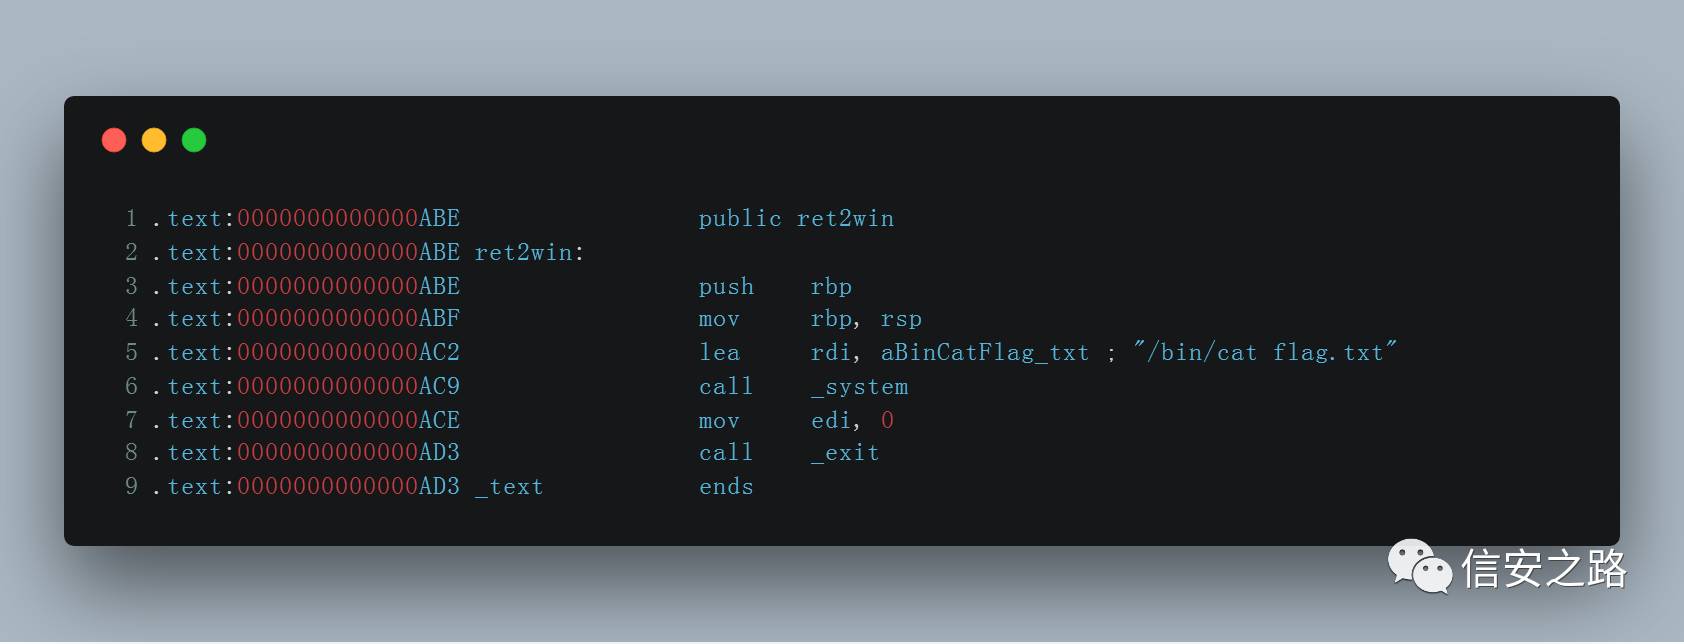 1 .text:0000000000000ABE public ret2win
2 .text:0000000000000ABE ret2win:
3 .text:0000000000000ABE push rbp
4 .text:0000000000000ABF mov rbp, rsp
5 .text:0000000000000AC2 lea rdi, aBinCatFlag_txt ; "/bin/cat flag.txt"
6 .text:0000000000000AC9 call _system
7 .text:0000000000000ACE mov edi, 0
8 .text:0000000000000AD3 call _exit
9 .text:0000000000000AD3 _text ends
信安之路